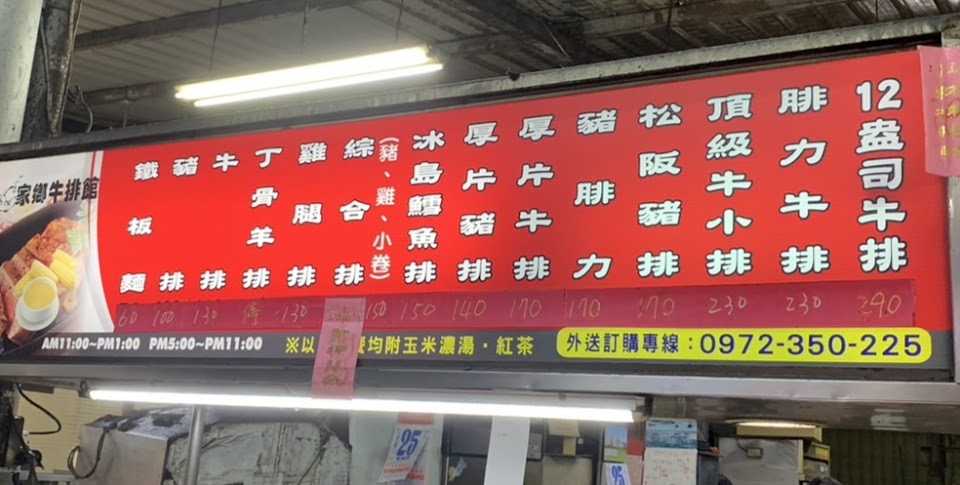 家鄉牛排館
12盎司牛排
腓力牛排
頂級牛小排
松阪豬排
豬腓力
厚片牛排
厚片豬排
冰島鱈魚排
綜合排
(豬、雞、小卷)
雞腿排
丁骨羊排
牛排
豬排
鐵板麵
60 100 130 130 150 150 140 170 170 170 230 230 290
AM11:00~PM1:00 PM5:00~PM11:00
※以 均附玉米濃湯·紅茶
外送訂購專線：0972-350-225
25
25